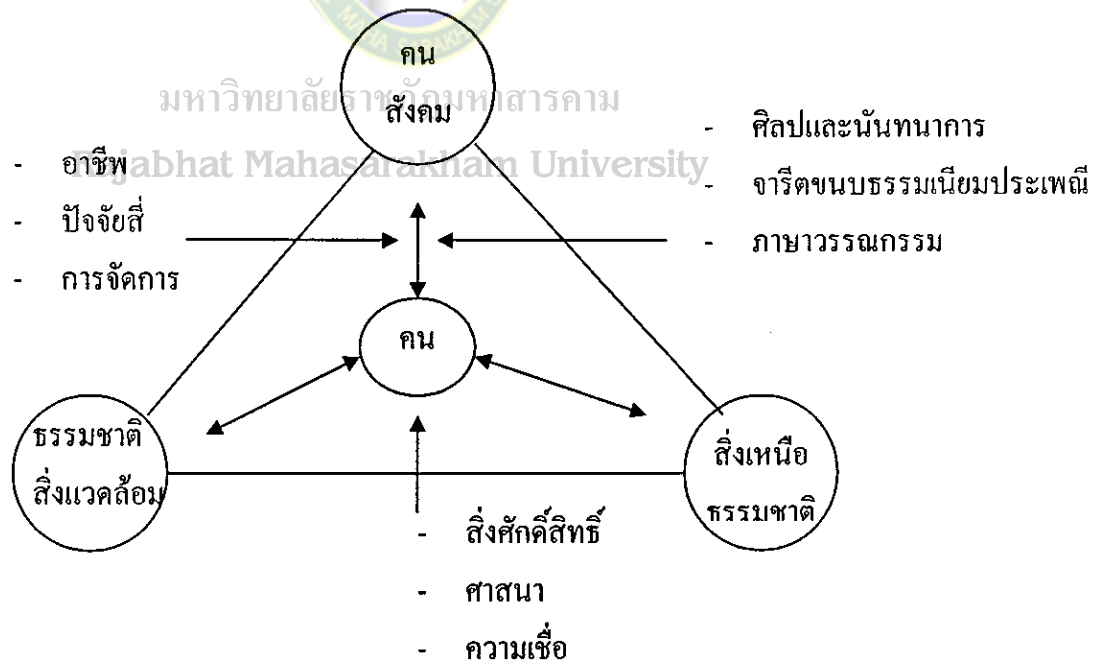 MAHA SARAKHAM
คน
สังคม
มหาวิทยาลัยราชภัฏมหาสารคาม
Rajabhat Mahasarakham University
- อาชีพ
- ปัจจัยสี่
- การจัดการ
- ศิลปและนันทนาการ
- จารีตขนบธรรมเนียมประเพณี
- ภาษาวรรณกรรม
คน
ธรรมชาติ
สิ่งแวดล้อม
สิ่งเหนือ
ธรรมชาติ
- สิ่งศักดิ์สิทธิ์
- ศาสนา
- ความเชื่อ